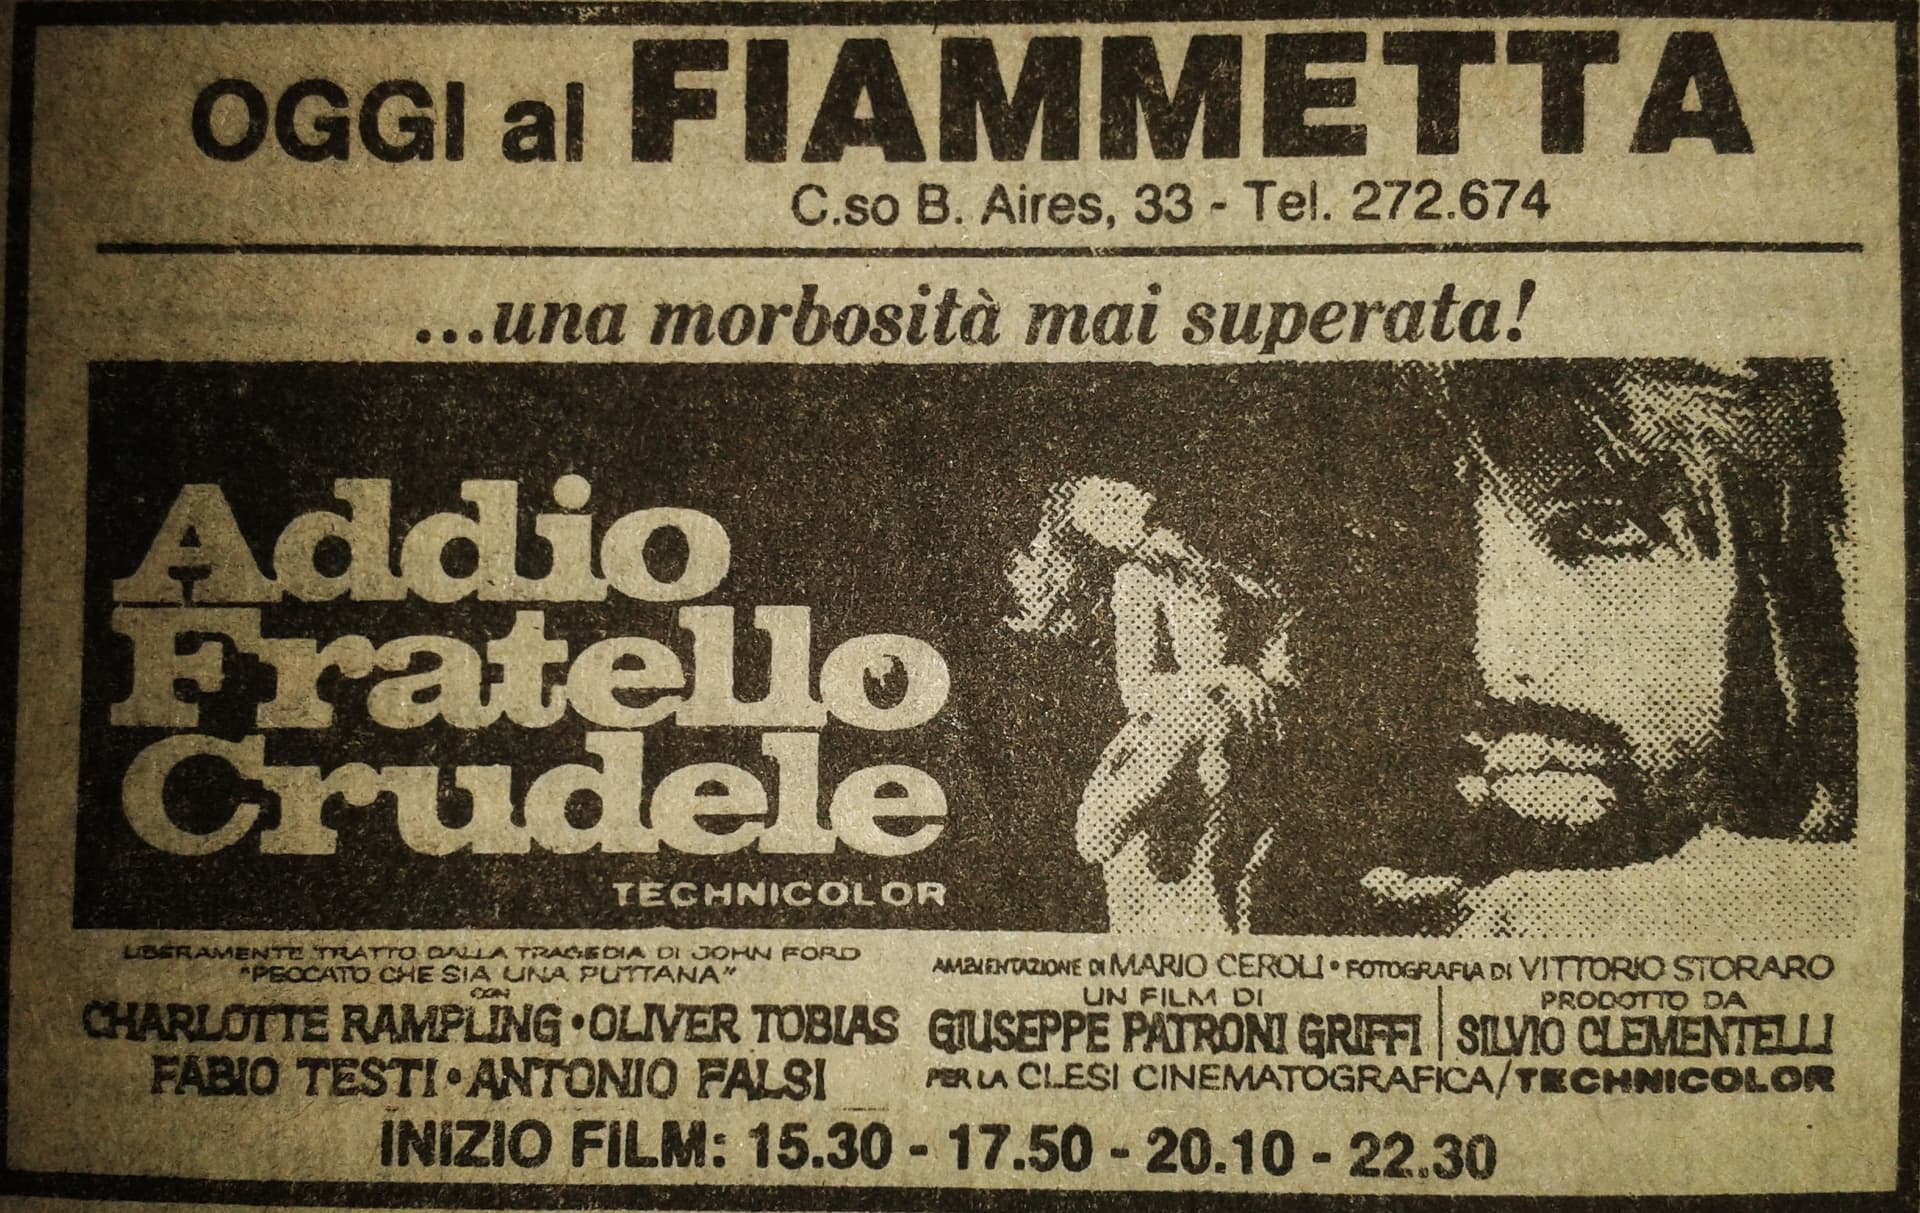 OGGI al FIAMMETTA
C.so B. Aires, 33 - Tel. 272.674
...una morbosità mai superata!
Addio
Fratello
Crudele
TECHNICOLOR
LIBERAMENTE TRATTO DALLA TRAGEDIA DI JOHN FORD
"PECCATO CHE SIA UNA PUTTANA"
CON
CHARLOTTE RAMPLING • OLIVER TOBIAS
FABIO TESTI • ANTONIO FALSI
AMBIENTAZIONE DI MARIO CEROLI • FOTOGRAFIA DI VITTORIO STORARO
UN FILM DI
GIUSEPPE PATRONI GRIFFI
PRODOTTO DA
SILVIO CLEMENTELLI
PER LA CLESI CINEMATOGRAFICA/TECHNICOLOR
INIZIO FILM: 15.30 - 17.50 - 20.10 - 22.30